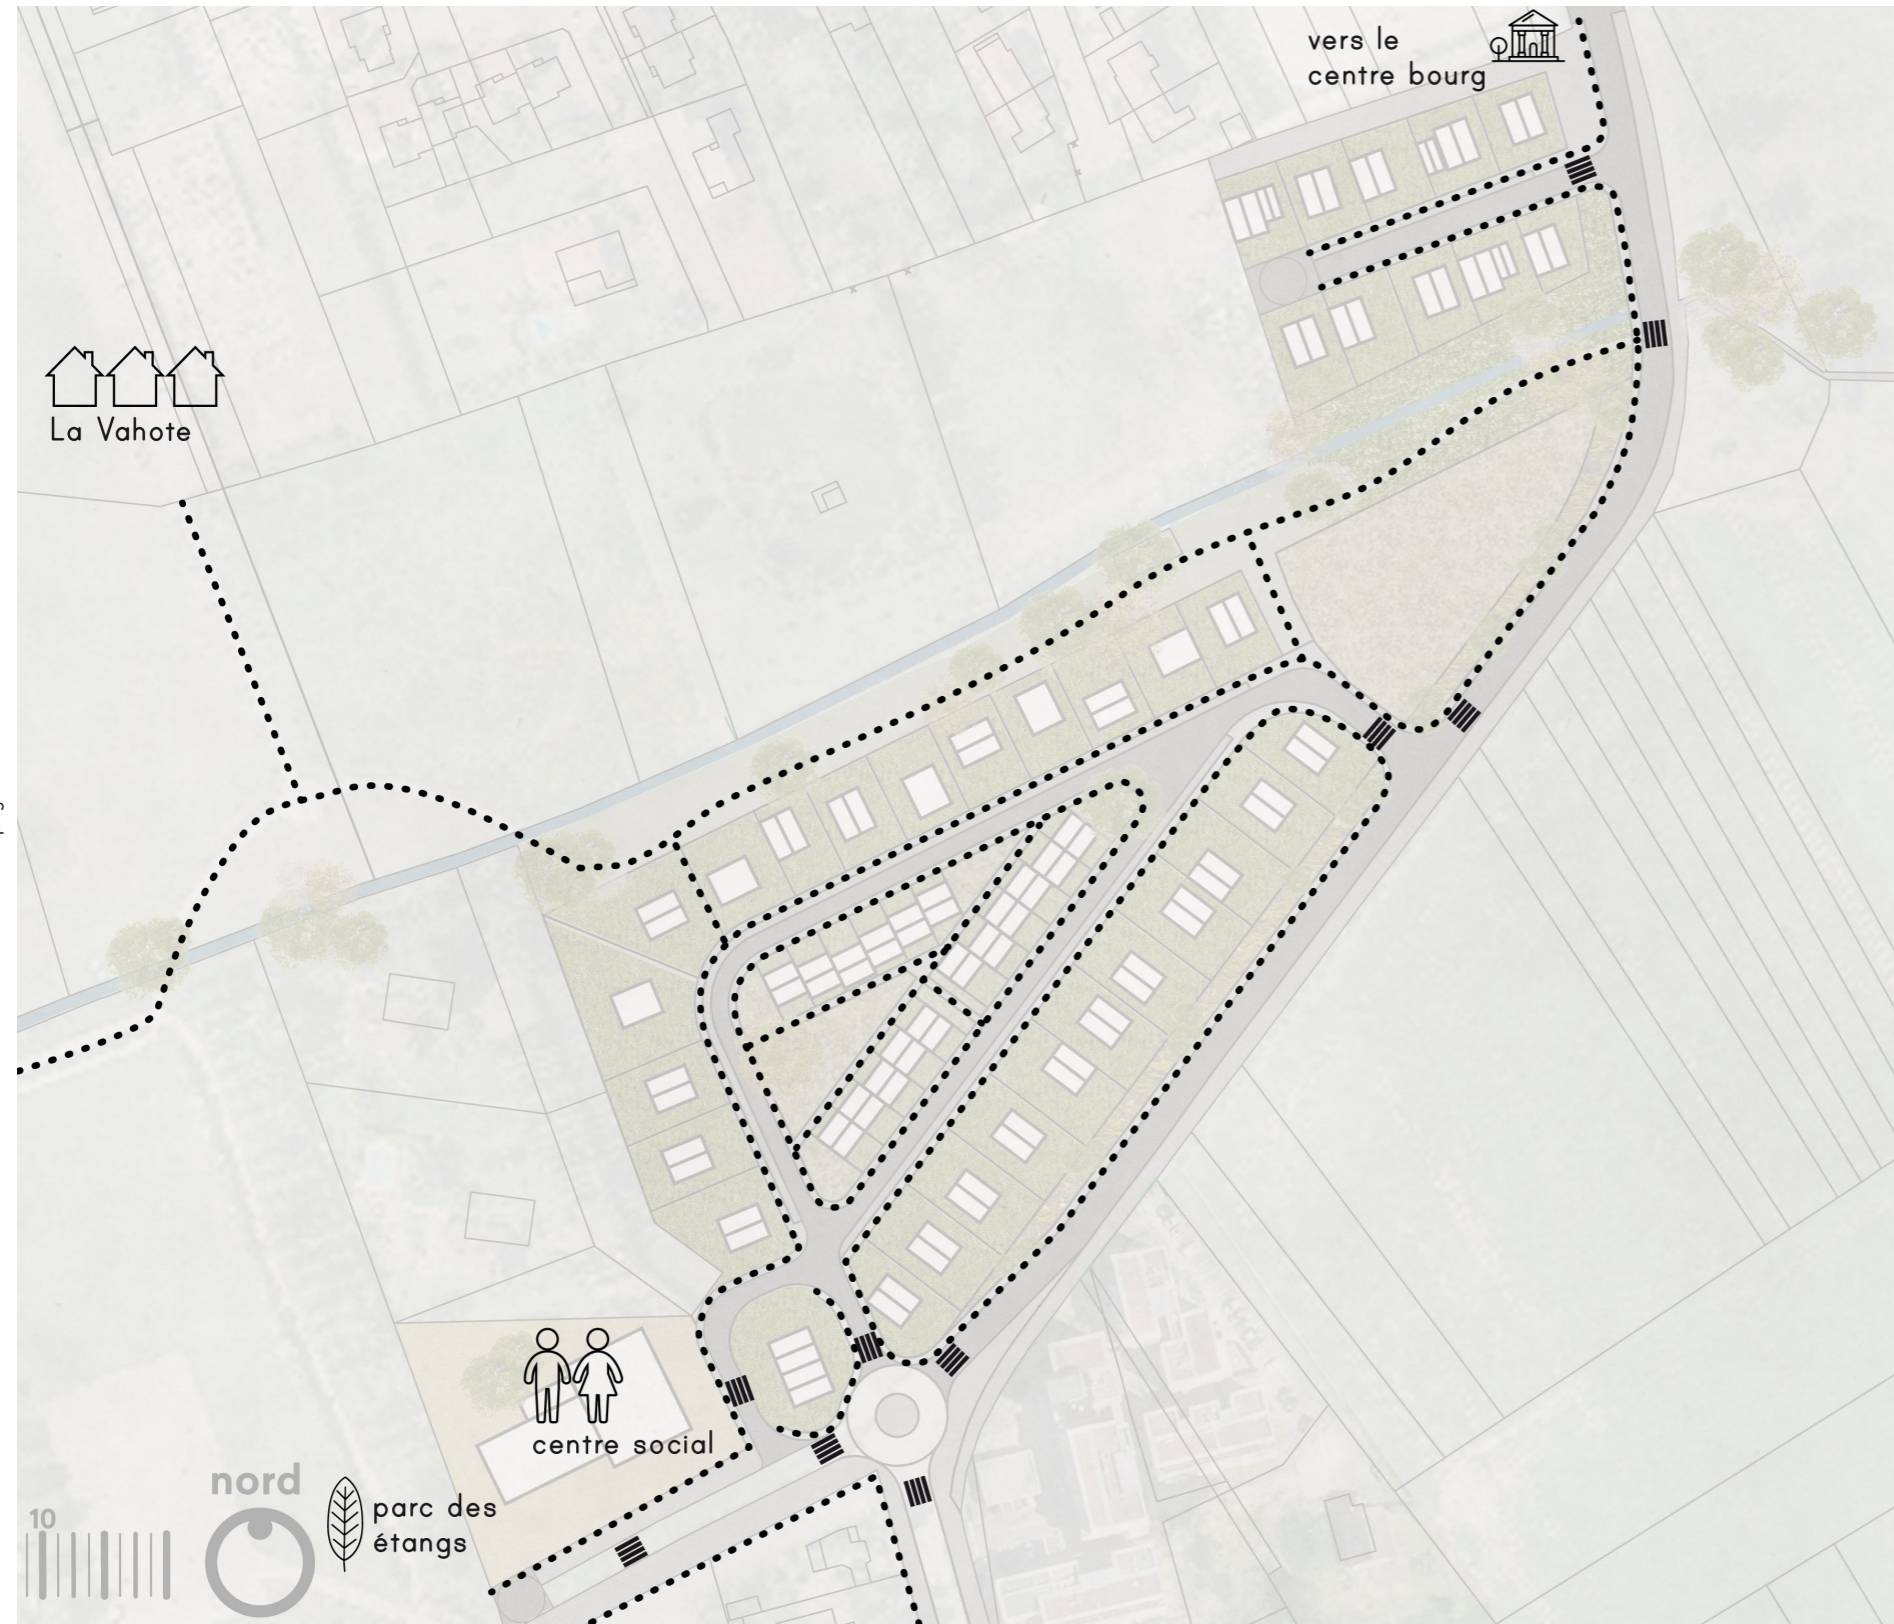 vers le
centre bourg
La Vahote
centre social
nord
parc des
étangs
10